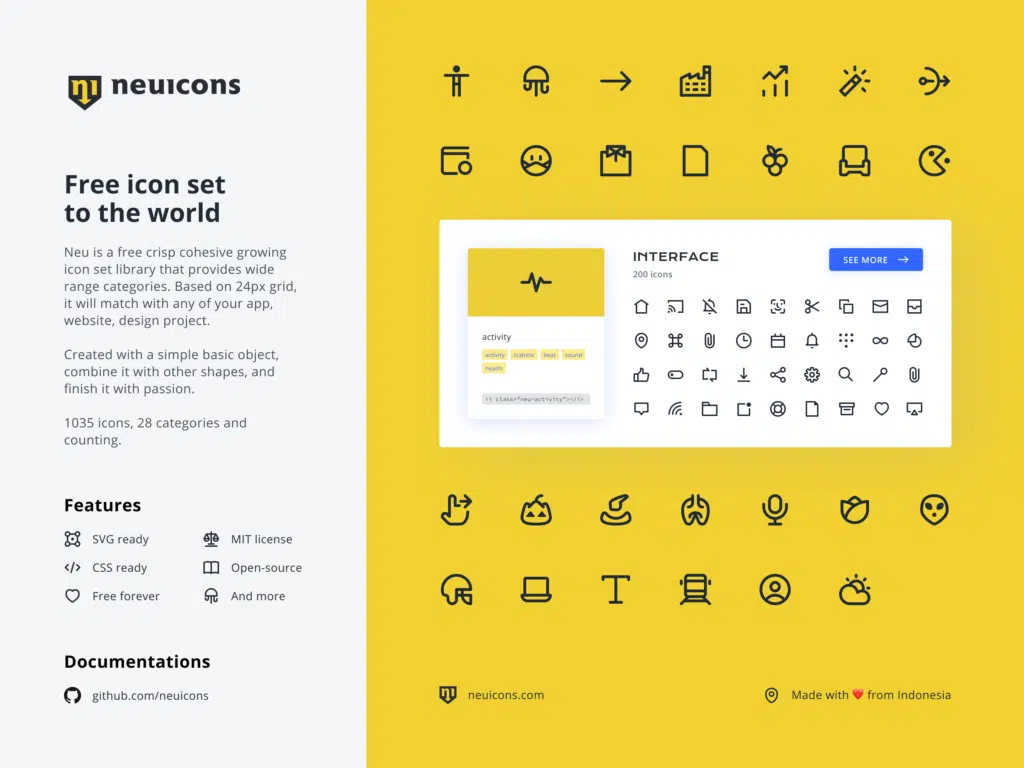 neuicons
Free icon set
to the world
Neu is a free crisp cohesive growing
icon set library that provides wide
range categories. Based on 24px grid,
it will match with any of your app,
website, design project.
Created with a simple basic object,
combine it with other shapes, and
finish it with passion.
1035 icons, 28 categories and
counting.
Features
SVG ready
MIT license
CSS ready
Open-source
Free forever
And more
Documentations
github.com/neuicons
INTERFACE
200 icons
SEE MORE
activity
activity statistic beat sound
health
<i class="neu-activity"></i>
neuicons.com
Made with ❤️ from Indonesia